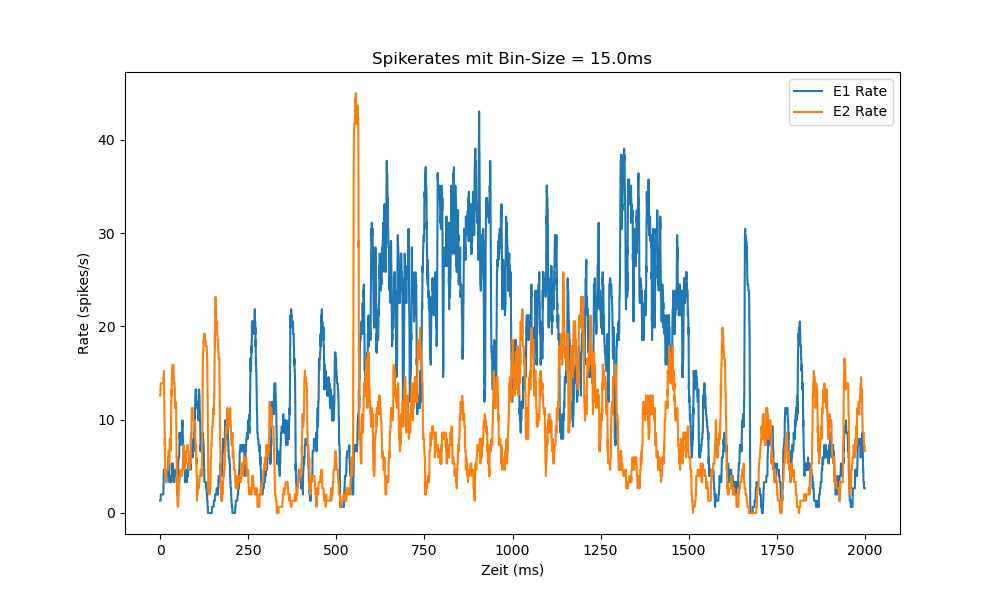 Spikerates mit Bin-Size = 15.0ms
E1 Rate
E2 Rate
40
30
20
10
0
Rate (spikes/s)
0 250 500 750 1000 1250 1500 1750 2000
Zeit (ms)